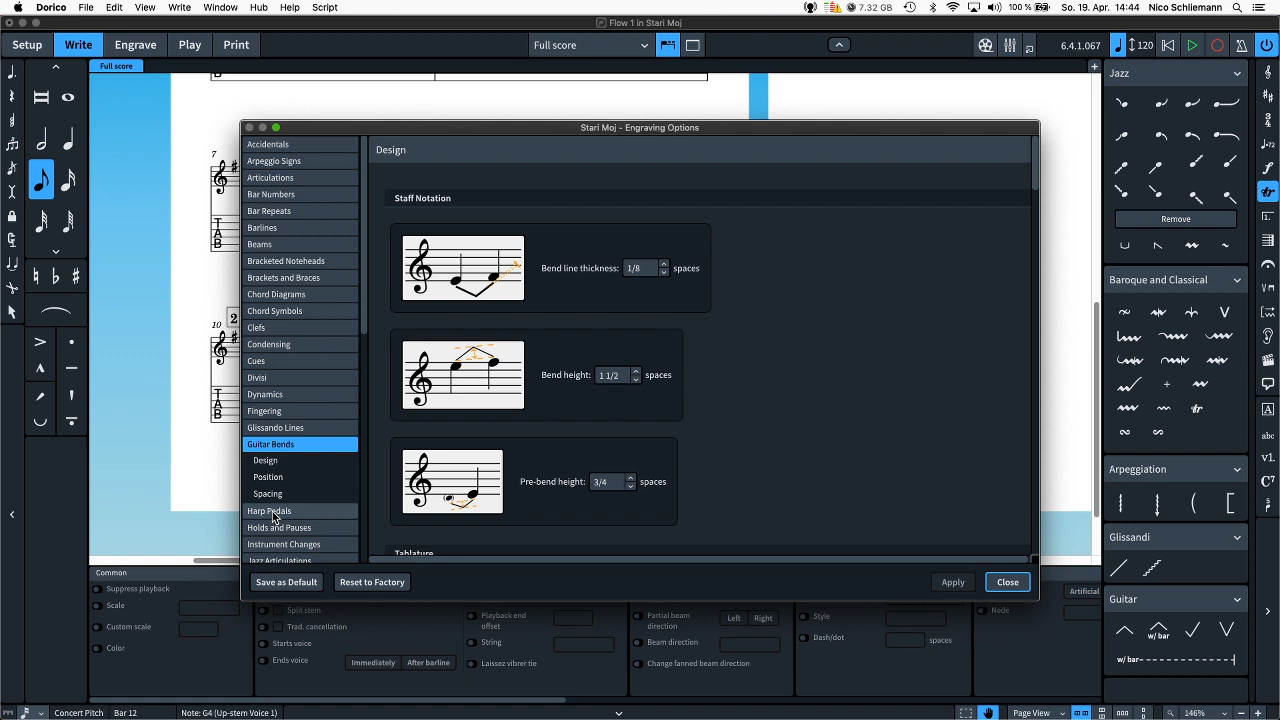 Dorico File Edit View Write Window Hub Help Script 7.32 GB 100 % So. 19. Apr. 14:44 Nico Schliemann
Flow 1 in Stari Moj
Setup Write Engrave Play Print Full score 6.4.1.067 120
Full score
Jazz
Remove
Baroque and Classical
Arpeggiation
Glissandi
Guitar
w/ bar
w/ bar
7
10
2
Stari Moj - Engraving Options
Accidentals
Arpeggio Signs
Articulations
Bar Numbers
Bar Repeats
Barlines
Beams
Bracketed Noteheads
Brackets and Braces
Chord Diagrams
Chord Symbols
Clefs
Condensing
Cues
Divisi
Dynamics
Fingering
Glissando Lines
Guitar Bends
Design
Position
Spacing
Harp Pedals
Holds and Pauses
Instrument Changes
Jazz Articulations
Design
Staff Notation
Bend line thickness: 1/8 spaces
Bend height: 1 1/2 spaces
Pre-bend height: 3/4 spaces
Tablature
Save as Default Reset to Factory Apply Close
Common
Suppress playback
Scale
Custom scale
Color
Split stem
Trad. cancellation
Starts voice
Ends voice Immediately After barline
Playback end
offset
String
Laissez vibrer tie
Partial beam
direction Left Right
Beam direction
Change fanned beam direction
Style
Dash/dot spaces
Node
Artificial
Concert Pitch Bar 12 Note: G4 (Up-stem Voice 1) Page View 146%